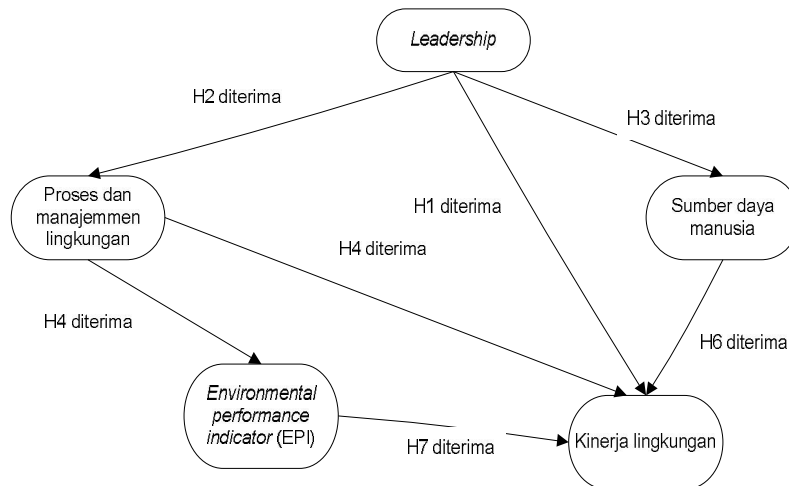 Leadership
H2 diterima
H3 diterima
Proses dan
manajemmen
lingkungan
H1 diterima
Sumber daya
manusia
H4 diterima
H4 diterima
H6 diterima
Environmental
performance
indicator (EPI)
H7 diterima
Kinerja lingkungan